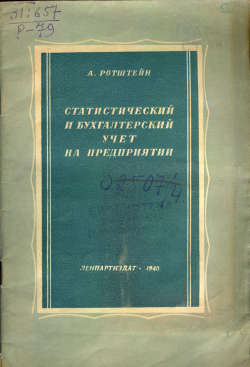 31:657
Р-79
А. РОТШТЕЙН
СТАТИСТИЧЕСКИЙ
И БУХГАЛТЕРСКИЙ
УЧЕТ
НА ПРЕДПРИЯТИИ
ЛЕНПАРТИЗДАТ · 1940